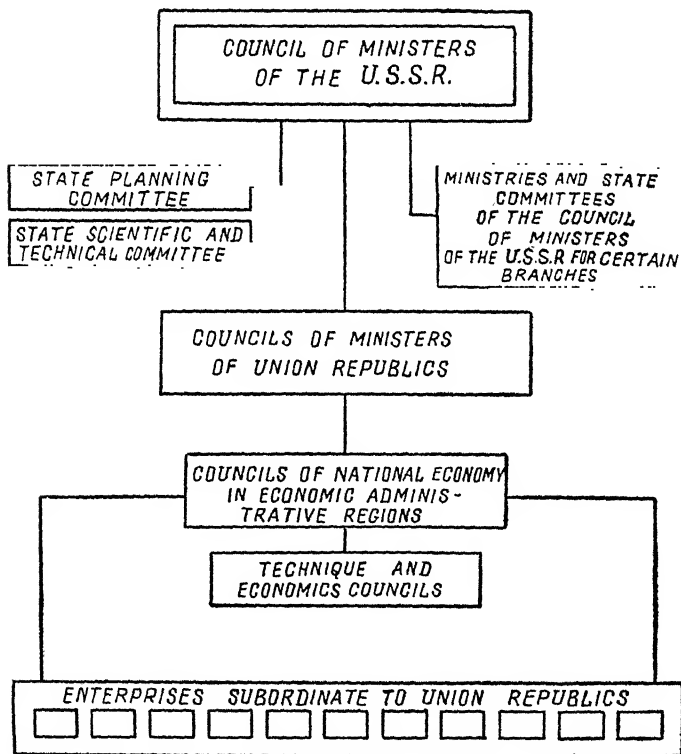 COUNCIL OF MINISTERS
OF THE U.S.S.R.
STATE PLANNING
COMMITTEE
STATE SCIENTIFIC AND
TECHNICAL COMMITTEE
MINISTRIES AND STATE
COMMITTEES
OF THE COUNCIL
OF MINISTERS
OF THE U.S.S.R FOR CERTAIN
BRANCHES
COUNCILS OF MINISTERS
OF UNION REPUBLICS
COUNCILS OF NATIONAL ECONOMY
IN ECONOMIC ADMINIS-
TRATIVE REGIONS
TECHNIQUE AND
ECONOMICS COUNCILS
ENTERPRISES SUBORDINATE TO UNION REPUBLICS